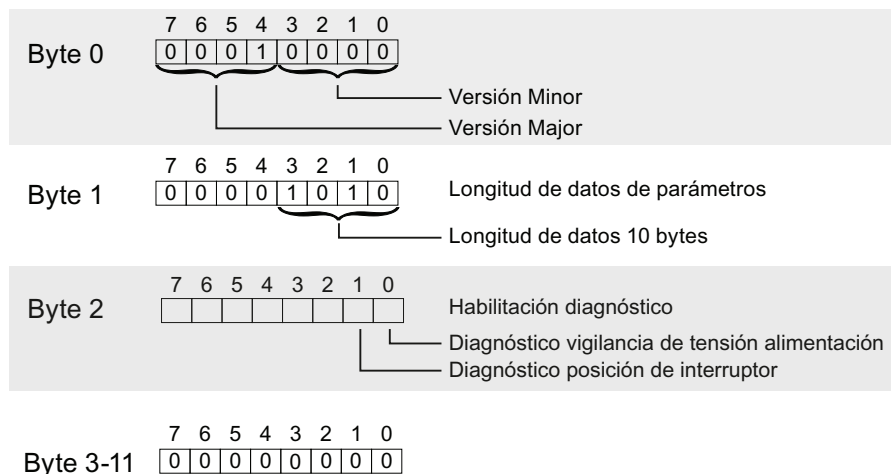 7 6 5 4 3 2 1 0
Byte 0 0 0 0 1 0 0 0 0
Versión Minor
Versión Major
7 6 5 4 3 2 1 0
Byte 1 0 0 0 0 1 0 1 0 Longitud de datos de parámetros
Longitud de datos 10 bytes
7 6 5 4 3 2 1 0
Byte 2 Habilitación diagnóstico
Diagnóstico vigilancia de tensión alimentación
Diagnóstico posición de interruptor
7 6 5 4 3 2 1 0
Byte 3-11 0 0 0 0 0 0 0 0